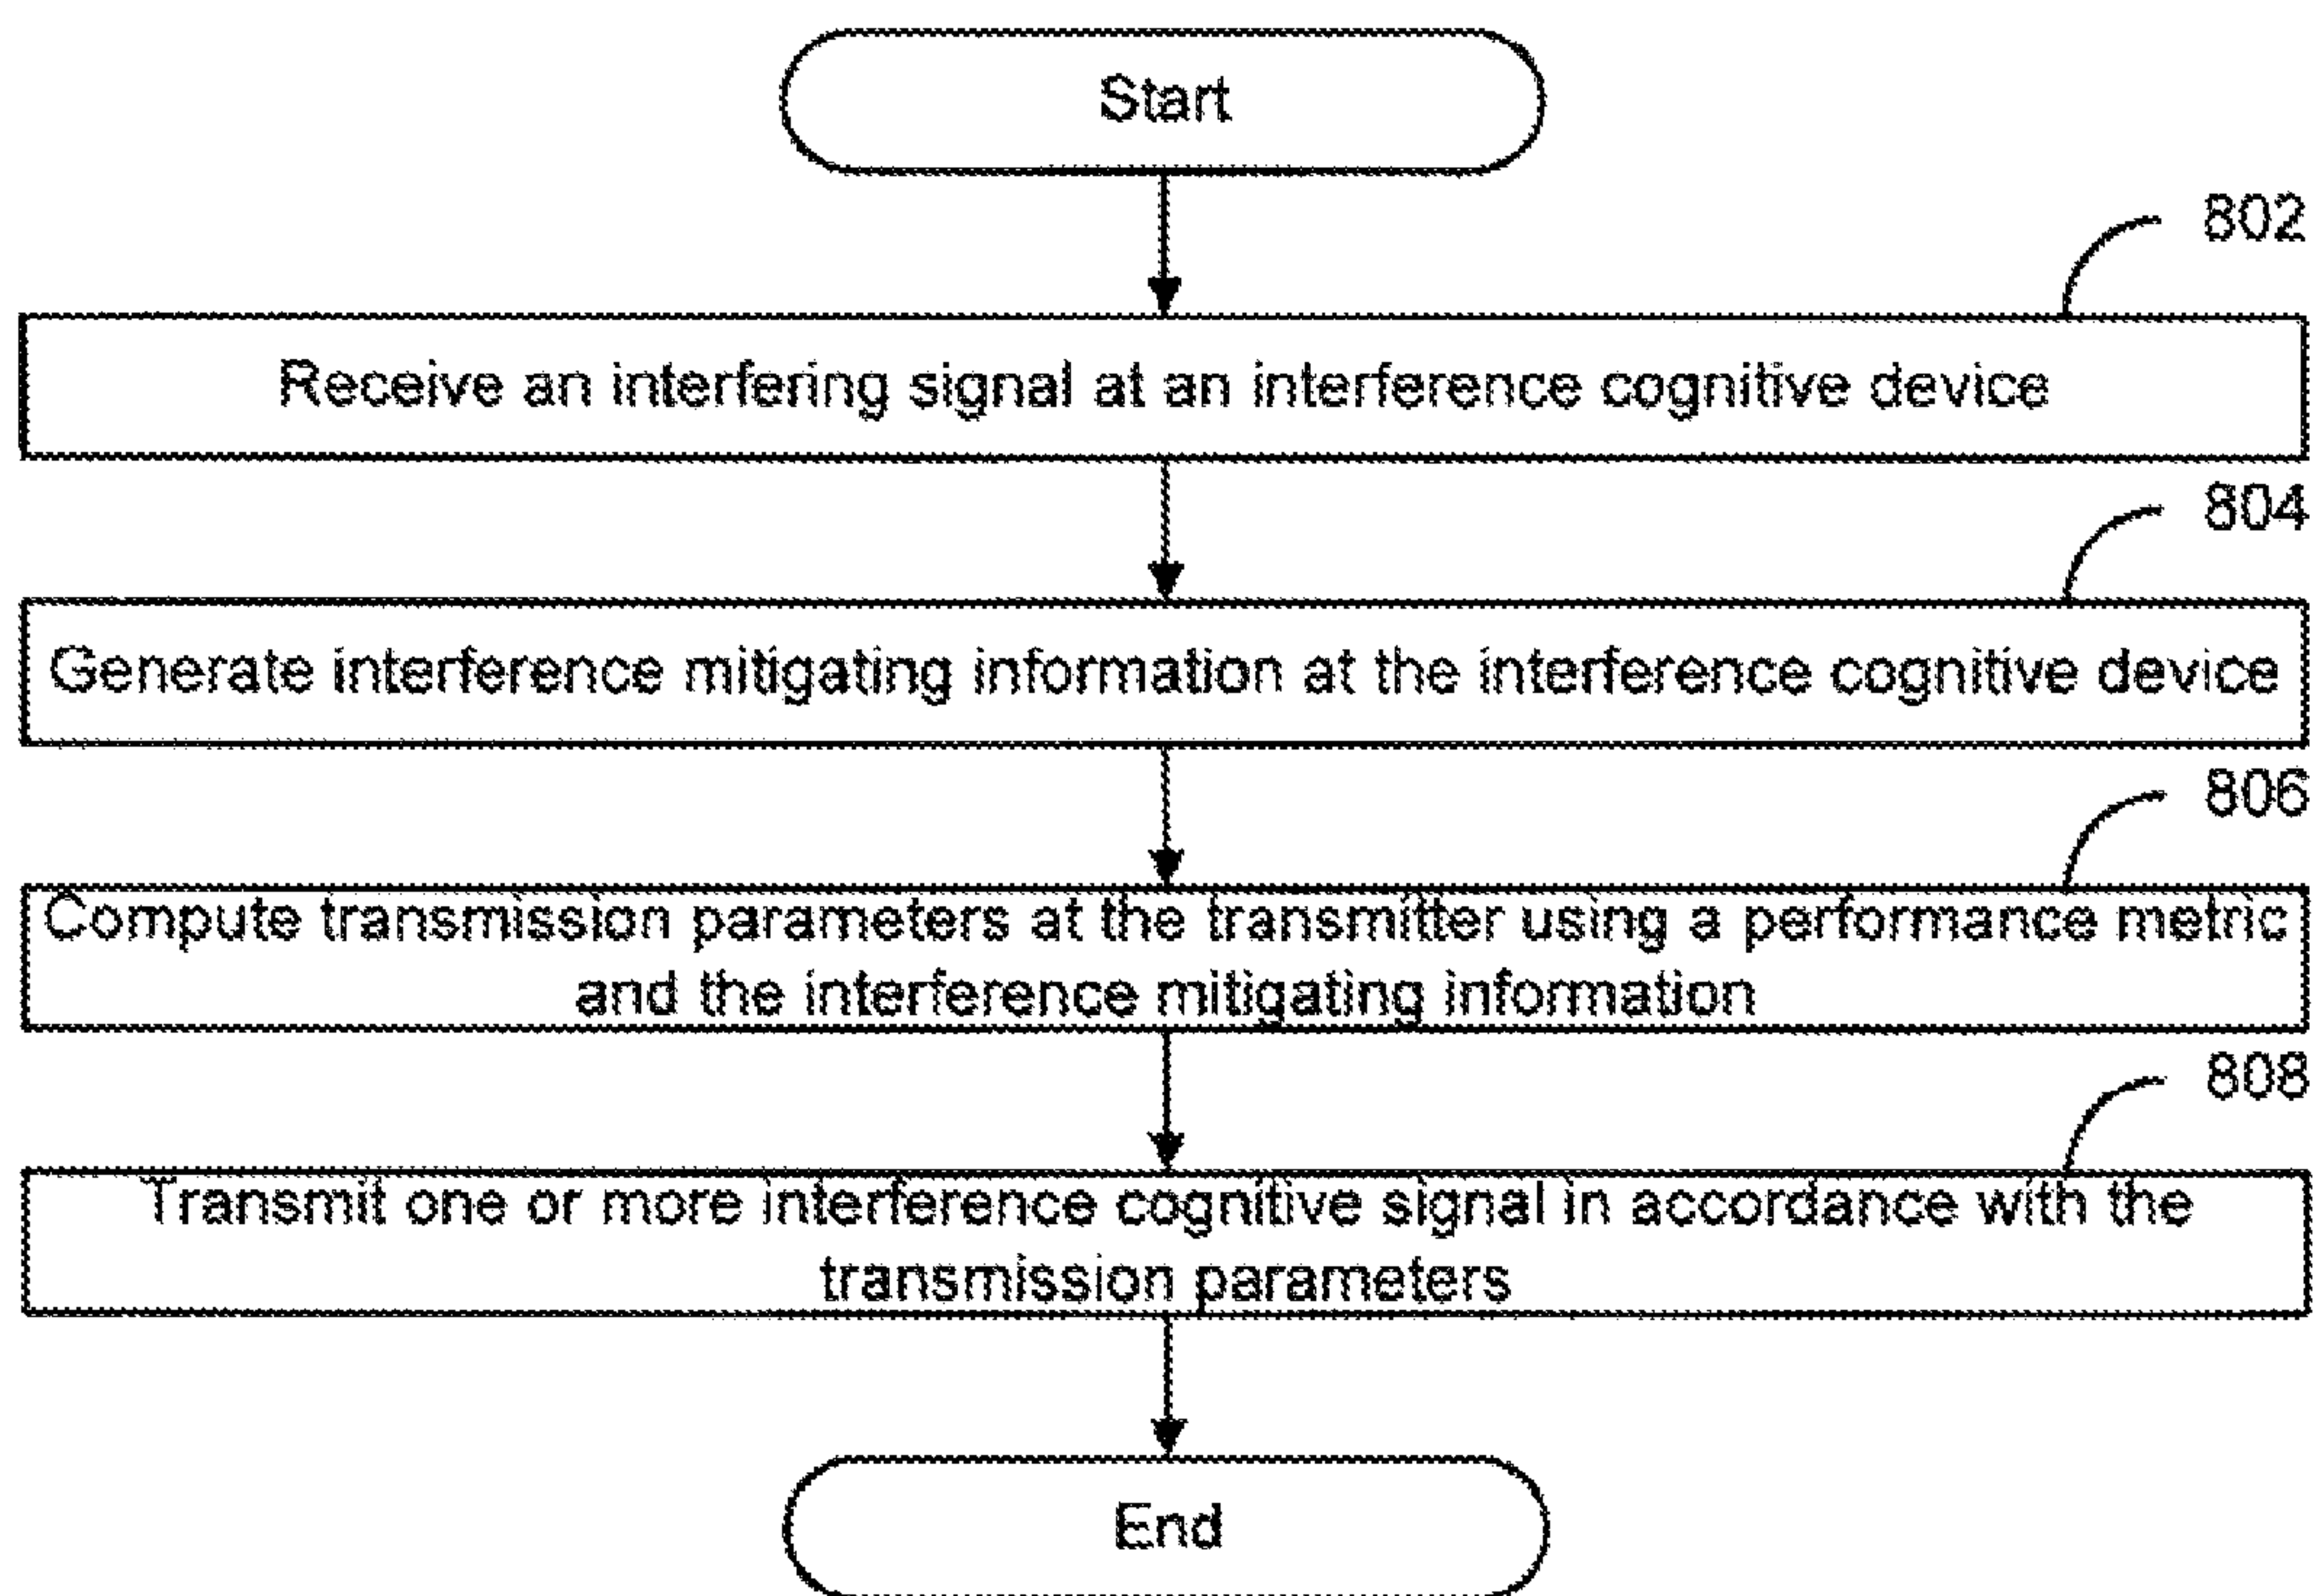 Start
802
Receive an interfering signal at an interference cognitive device
804
Generate interference mitigating information at the interference cognitive device
806
Compute transmission parameters at the transmitter using a performance metric
and the interference mitigating information
808
Transmit one or more interference cognitive signal in accordance with the
transmission parameters
End